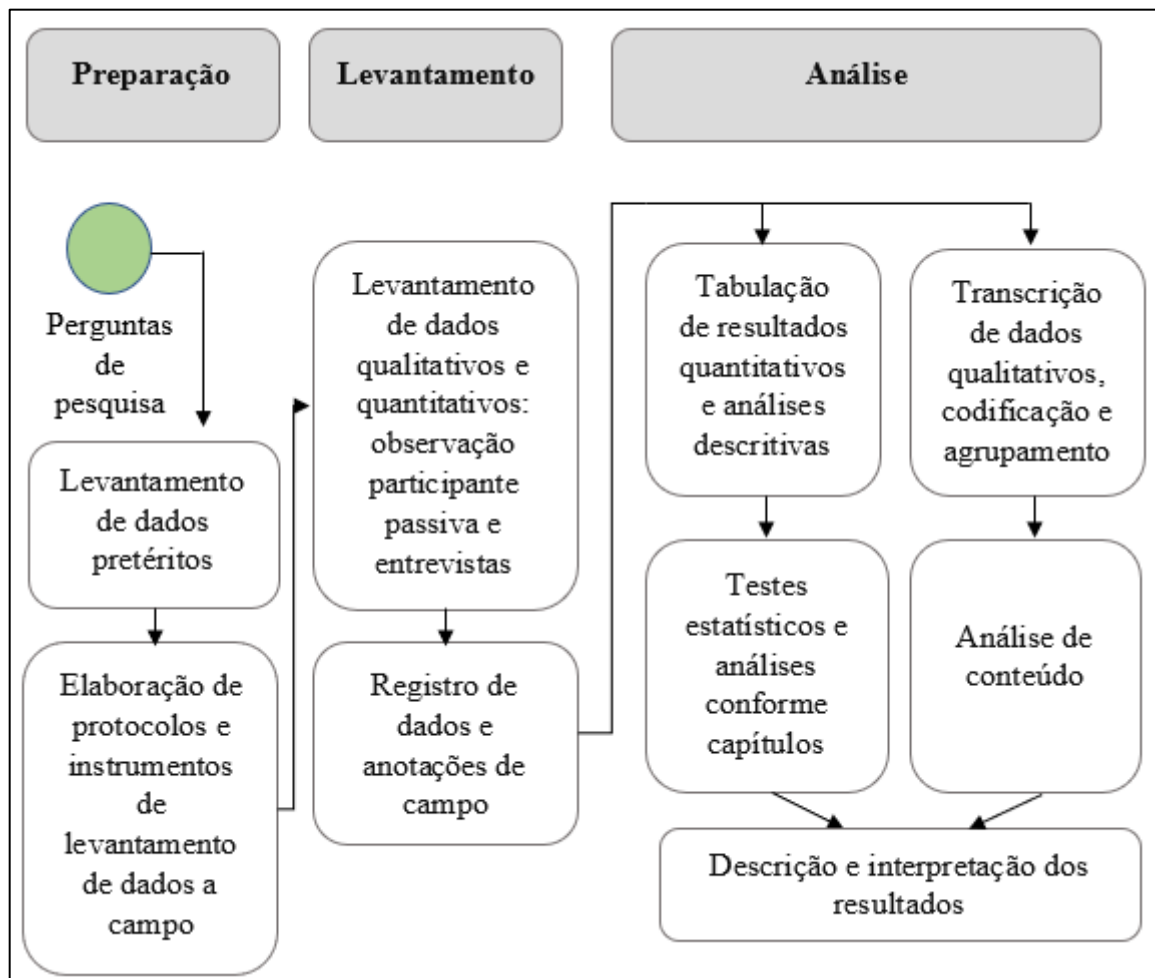 Preparação
Levantamento
Análise
Perguntas
de
pesquisa
Levantamento
de dados
pretéritos
Elaboração de
protocolos e
instrumentos
de
levantamento
de dados a
campo
Levantamento
de dados
qualitativos e
quantitativos:
observação
participante
passiva e
entrevistas
Registro de
dados e
anotações de
campo
Tabulação
de resultados
quantitativos
e análises
descritivas
Testes
estatísticos e
análises
conforme
capítulos
Transcrição
de dados
qualitativos,
codificação e
agrupamento
Análise de
conteúdo
Descrição e interpretação dos
resultados